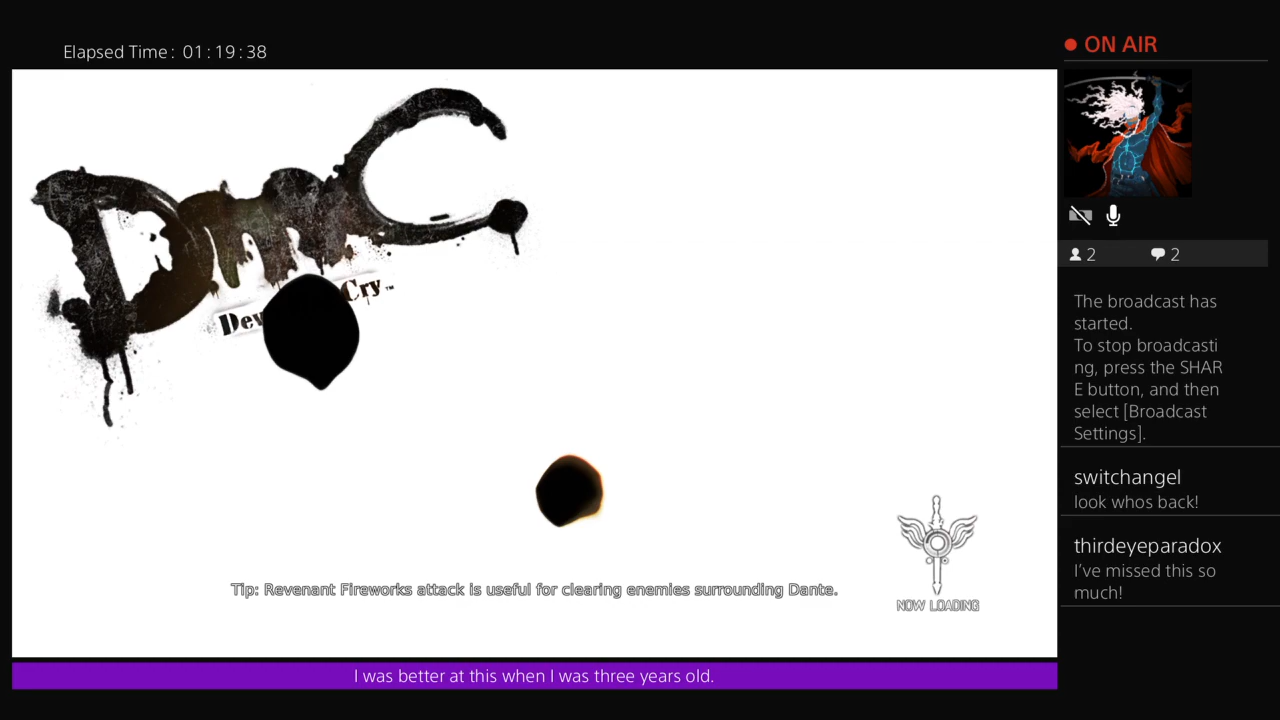 Elapsed Time: 01:19:38
ON AIR
DmC
Dev Cry™
2 2
The broadcast has
started.
To stop broadcasti
ng, press the SHAR
E button, and then
select [Broadcast
Settings].
switchangel
look whos back!
thirdeyeparadox
I've missed this so
much!
Tip: Revenant Fireworks attack is useful for clearing enemies surrounding Dante.
NOW LOADING
I was better at this when I was three years old.